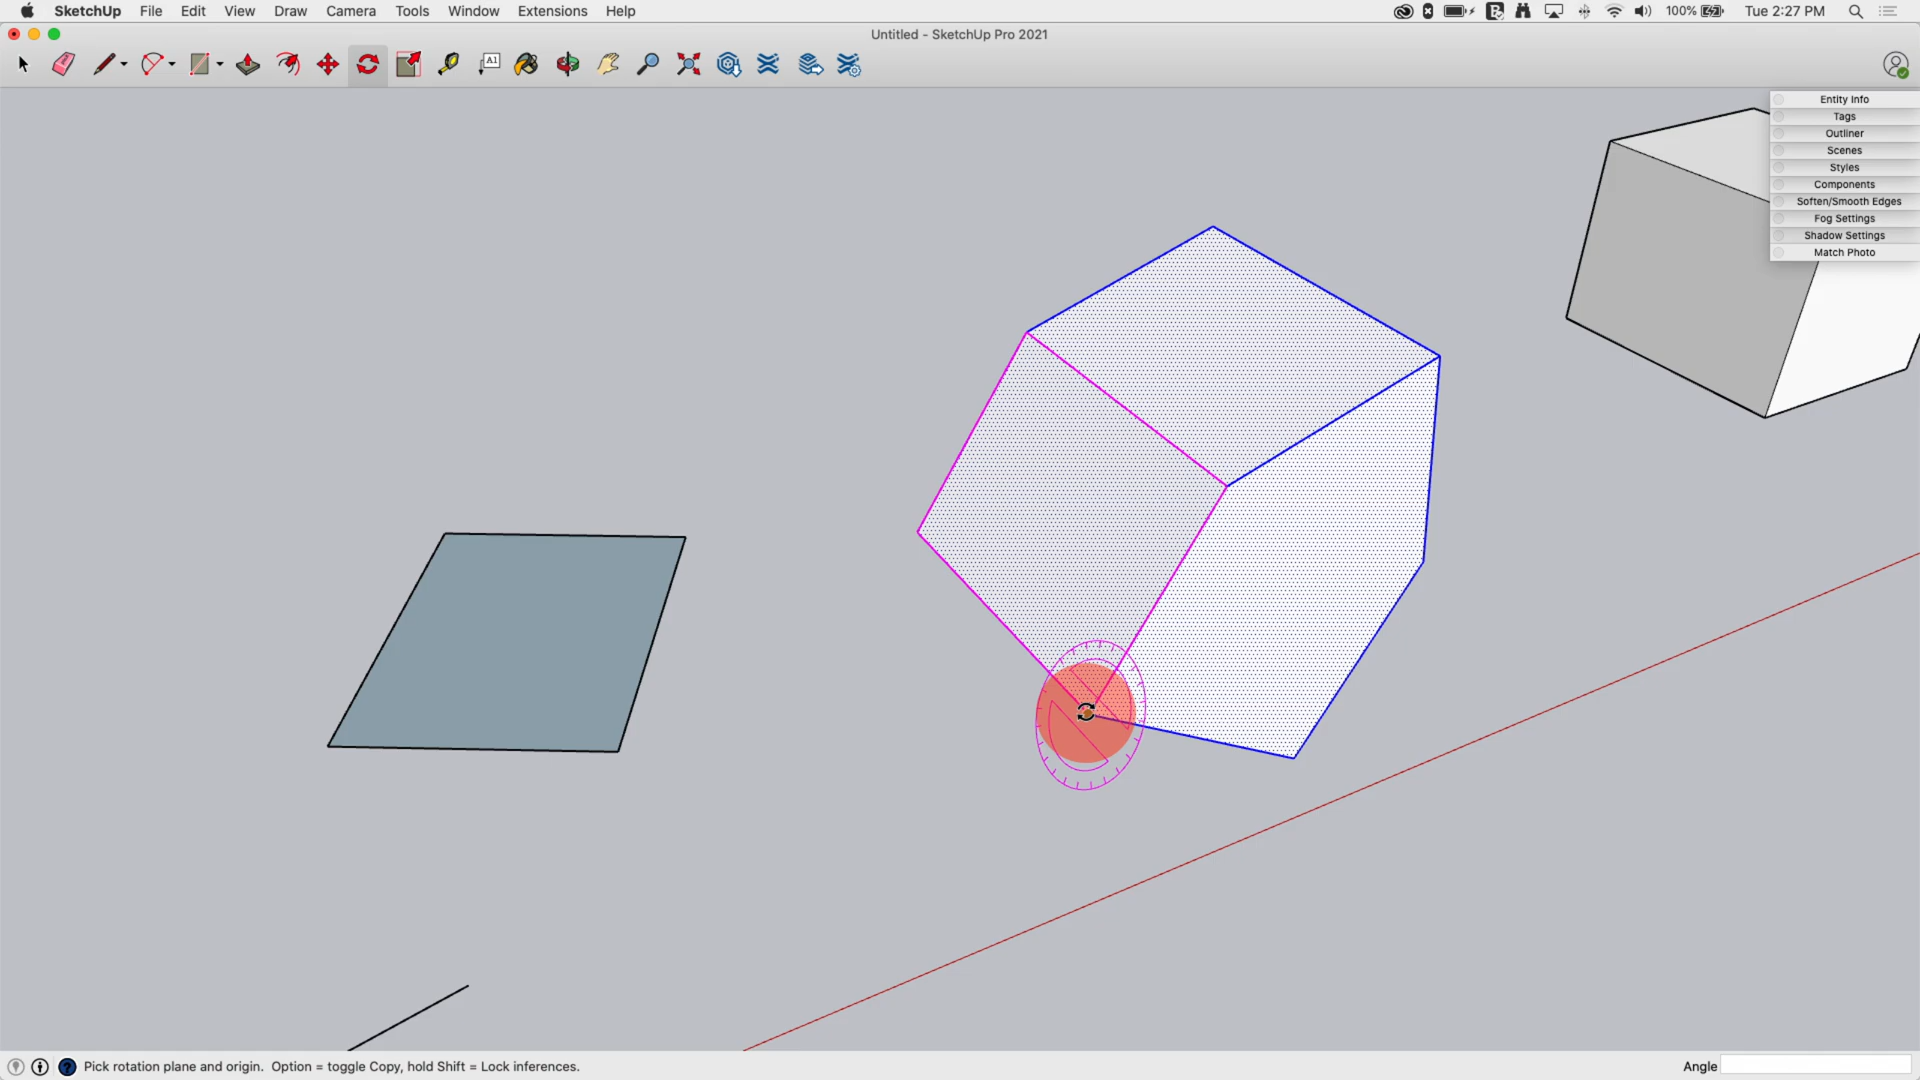 SketchUp File Edit View Draw Camera Tools Window Extensions Help 100% Tue 2:27 PM
Untitled - SketchUp Pro 2021
A1
Entity Info
Tags
Outliner
Scenes
Styles
Components
Soften/Smooth Edges
Fog Settings
Shadow Settings
Match Photo
Pick rotation plane and origin. Option = toggle Copy, hold Shift = Lock inferences. Angle